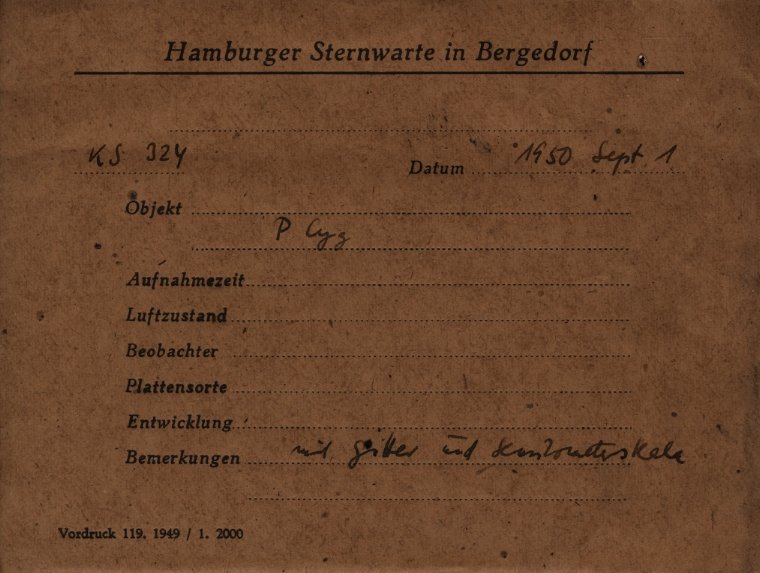 Hamburger Sternwarte in Bergedorf
KS 324 Datum 1950 Sept. 1
Objekt
P Cyg
Aufnahmezeit
Luftzustand
Beobachter
Plattensorte
Entwicklung
Bemerkungen mit Gitter und
Vordruck 119. 1949 / 1. 2000